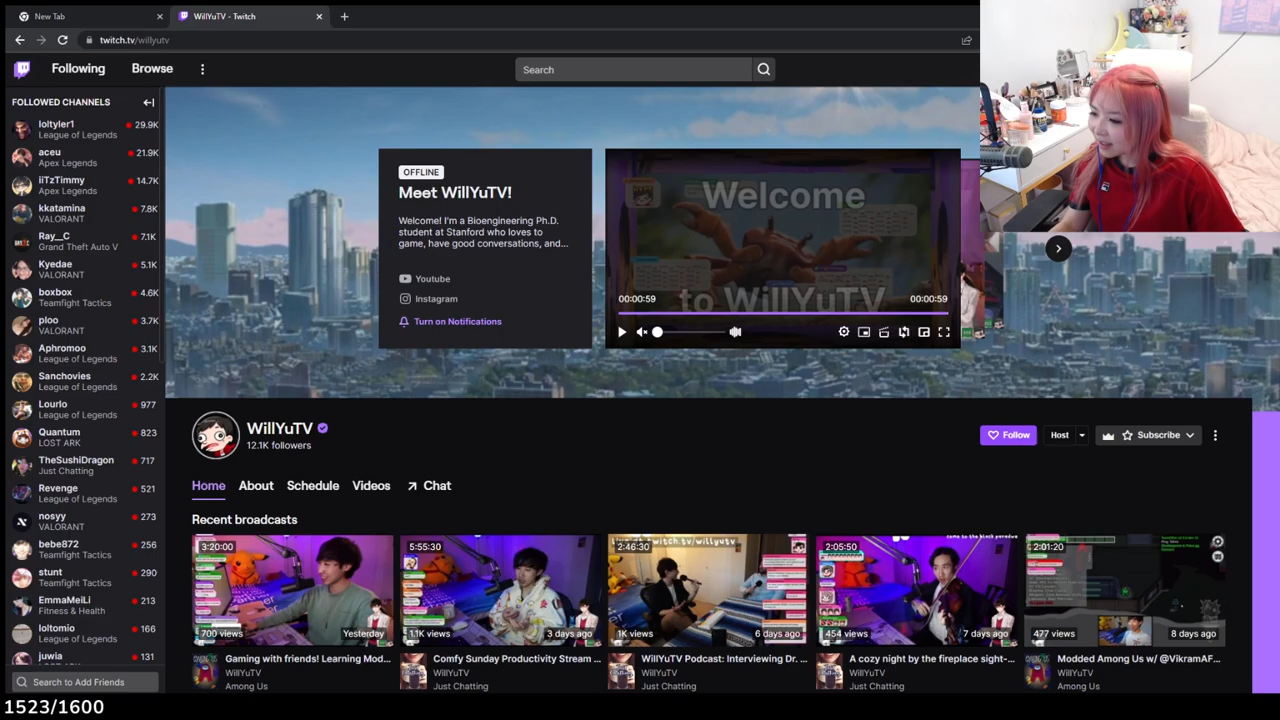 New Tab
WillYuTV - Twitch
twitch.tv/willyutv
Following
Browse
Search
FOLLOWED CHANNELS
loltyler1
29.9K
League of Legends
aceu
21.9K
Apex Legends
iiTzTimmy
14.7K
Apex Legends
kkatamina
7.8K
VALORANT
Ray__C
7.1K
Grand Theft Auto V
Kyedae
5.1K
VALORANT
boxbox
4.6K
Teamfight Tactics
ploo
3.7K
VALORANT
Aphromoo
3.1K
League of Legends
Sanchovies
2.2K
League of Legends
Lourlo
977
League of Legends
Quantum
823
LOST ARK
TheSushiDragon
717
Just Chatting
Revenge
521
League of Legends
nosyy
273
VALORANT
bebe872
256
Teamfight Tactics
stunt
290
Teamfight Tactics
EmmaMeiLi
213
Fitness & Health
loltomio
166
League of Legends
juwia
131
Search to Add Friends
OFFLINE
Meet WillYuTV!
Welcome! I'm a Bioengineering Ph.D.
student at Stanford who loves to
game, have good conversations, and...
Youtube
Instagram
Turn on Notifications
Welcome
to WillYuTV
00:00:59
00:00:59
WillYuTV
12.1K followers
Follow
Host
Subscribe
Home
About
Schedule
Videos
Chat
Recent broadcasts
3:20:00
700 views
Yesterday
Gaming with friends! Learning Mod...
WillYuTV
Among Us
5:55:30
1.1K views
3 days ago
Comfy Sunday Productivity Stream ...
WillYuTV
Just Chatting
2:46:30
1K views
6 days ago
WillYuTV Podcast: Interviewing Dr. ...
WillYuTV
Just Chatting
2:05:50
come to the black parade
454 views
7 days ago
A cozy night by the fireplace sight-...
WillYuTV
Just Chatting
2:01:20
477 views
8 days ago
Modded Among Us w/ @VikramAF...
WillYuTV
Among Us
1523/1600